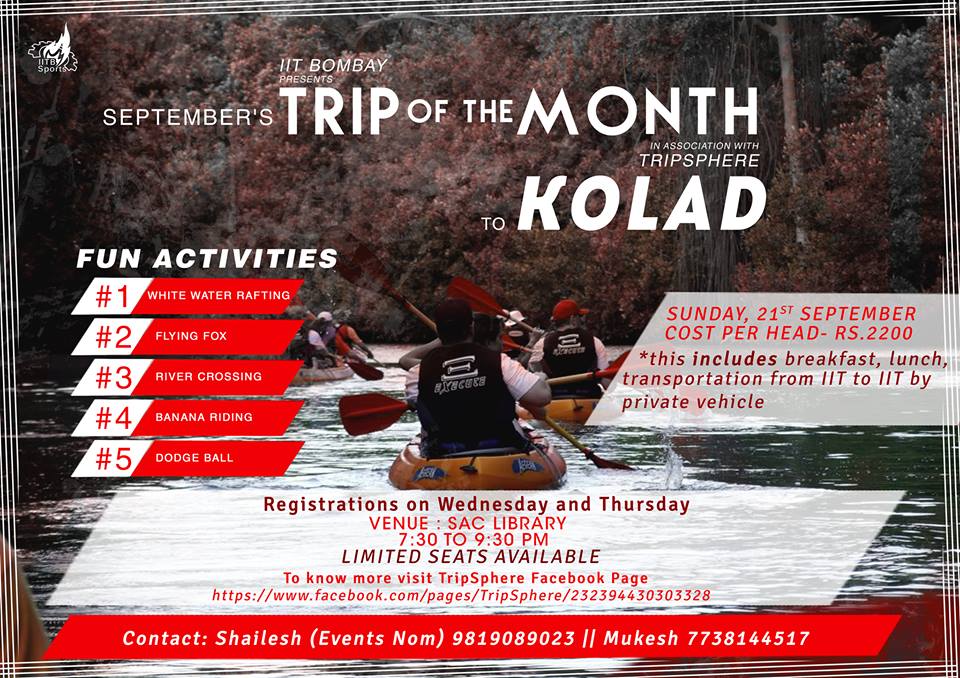 IITB
Sports
IIT BOMBAY
PRESENTS
SEPTEMBER'S TRIP OF THE MONTH
IN ASSOCIATION WITH
TRIPSPHERE
TO KOLAD
FUN ACTIVITIES
#1 WHITE WATER RAFTING
#2 FLYING FOX
#3 RIVER CROSSING
#4 BANANA RIDING
#5 DODGE BALL
SUNDAY, 21ST SEPTEMBER
COST PER HEAD- RS.2200
*this includes breakfast, lunch,
transportation from IIT to IIT by
private vehicle
EXECUTE
Registrations on Wednesday and Thursday
VENUE : SAC LIBRARY
7:30 TO 9:30 PM
LIMITED SEATS AVAILABLE
To know more visit TripSphere Facebook Page
https://www.facebook.com/pages/TripSphere/232394430303328
Contact: Shailesh (Events Nom) 9819089023 || Mukesh 7738144517